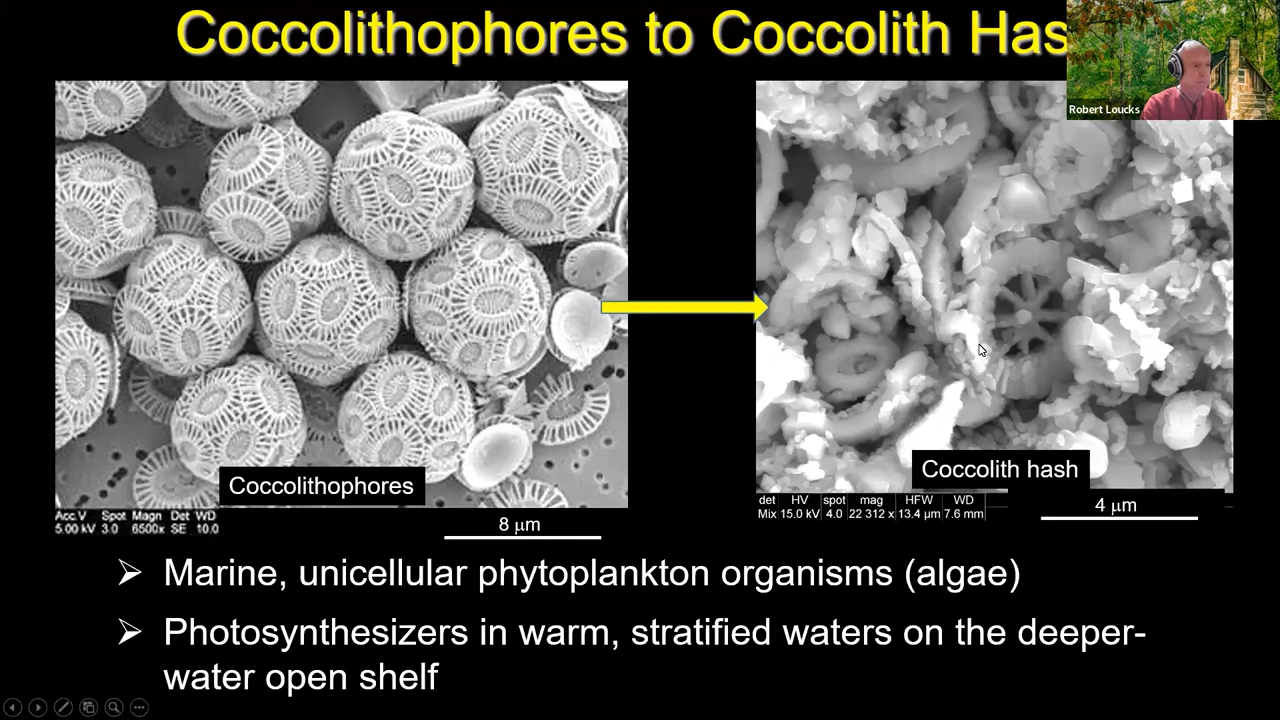 Coccolithophores to Coccolith Has
Robert Loucks
Coccolithophores
Coccolith hash
Acc.V Spot Magn Det WD
5.00 kV 3.0 6500x SE 10.0
8 µm
det HV spot mag HFW WD
Mix 15.0 kV 4.0 22 312 x 13.4 µm 7.6 mm
4 µm
➢ Marine, unicellular phytoplankton organisms (algae)
➢ Photosynthesizers in warm, stratified waters on the deeper-
water open shelf